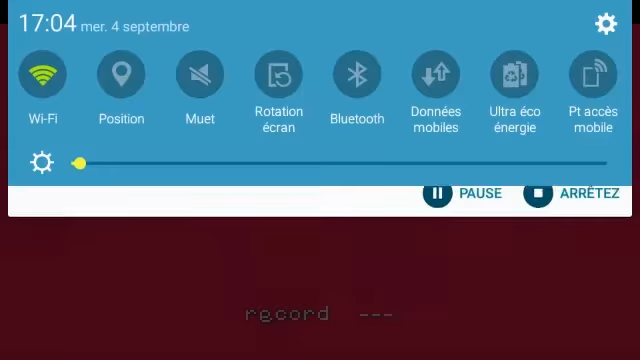 17:04 mer. 4 septembre
Wi-Fi
Position
Muet
Rotation écran
Bluetooth
Données mobiles
Ultra éco énergie
Pt accès mobile
PAUSE
ARRÊTEZ
rgcord ---